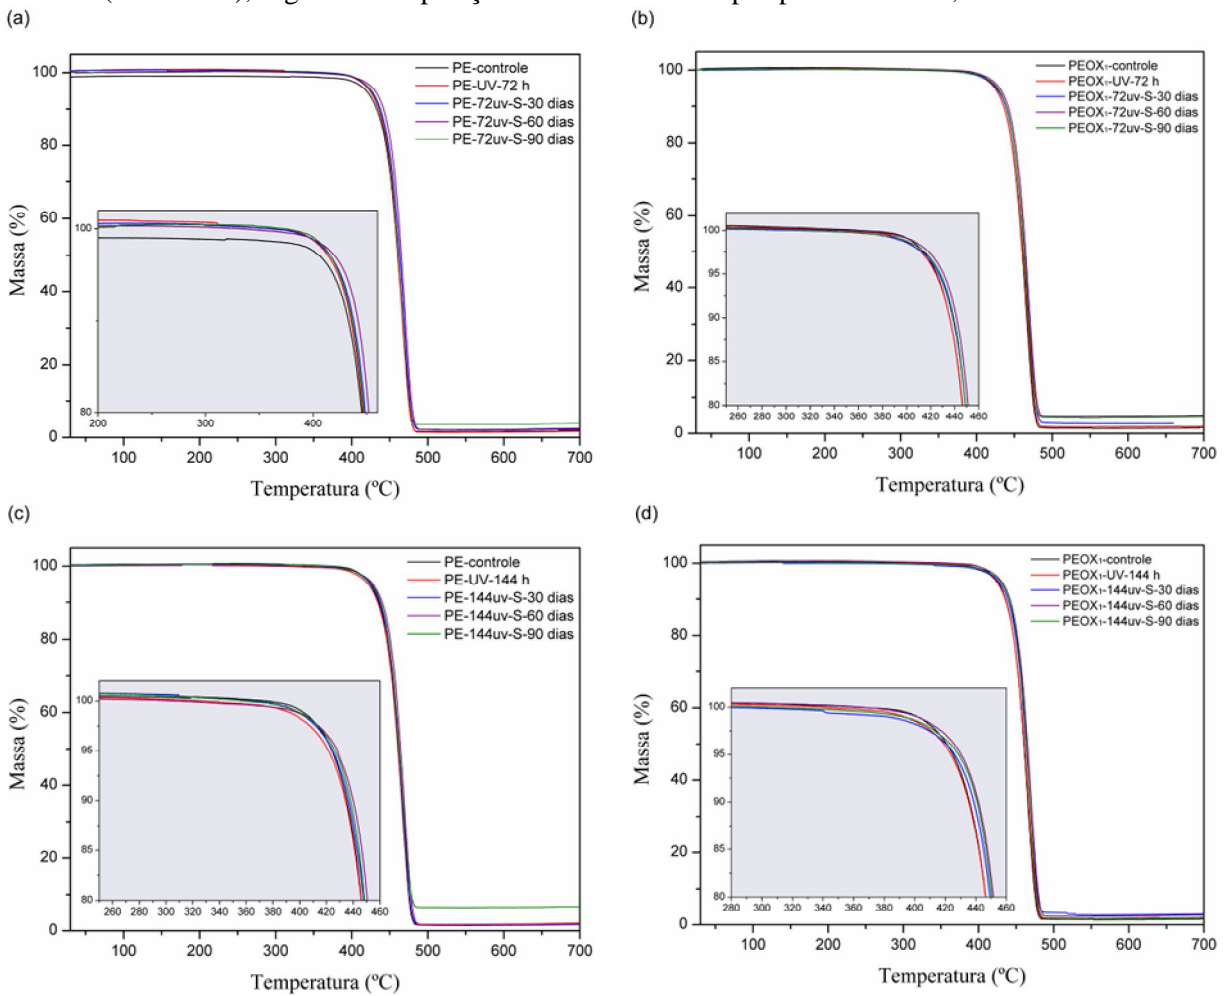 (a)
PE-controle
PE-UV-72 h
PE-72uv-S-30 dias
PE-72uv-S-60 dias
PE-72uv-S-90 dias
Massa (%)
100
80
60
40
20
0
100
80
200 300 400
100 200 300 400 500 600 700
Temperatura (ºC)
(b)
PEOX₁-controle
PEOX₁-UV-72 h
PEOX₁-72uv-S-30 dias
PEOX₁-72uv-S-60 dias
PEOX₁-72uv-S-90 dias
Massa (%)
100
80
60
40
20
0
100
95
90
85
80
260 280 300 320 340 360 380 400 420 440 460
100 200 300 400 500 600 700
Temperatura (ºC)
(c)
PE-controle
PE-UV-144 h
PE-144uv-S-30 dias
PE-144uv-S-60 dias
PE-144uv-S-90 dias
Massa (%)
100
80
60
40
20
0
100
95
90
85
80
260 280 300 320 340 360 380 400 420 440 460
100 200 300 400 500 600 700
Temperatura (ºC)
(d)
PEOX₁-controle
PEOX₁-UV-144 h
PEOX₁-144uv-S-30 dias
PEOX₁-144uv-S-60 dias
PEOX₁-144uv-S-90 dias
Massa (%)
100
80
60
40
20
0
100
95
90
85
80
280 300 320 340 360 380 400 420 440 460
100 200 300 400 500 600 700
Temperatura (ºC)